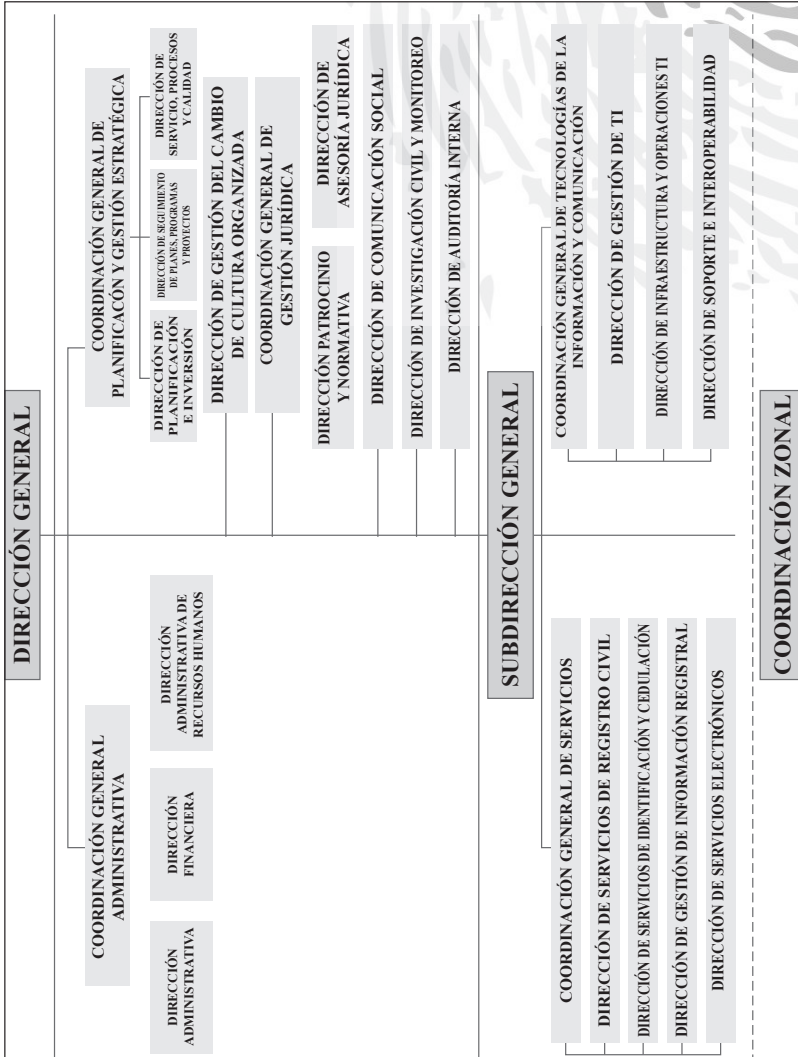 DIRECCIÓN GENERAL
COORDINACIÓN GENERAL
ADMINISTRATIVA
DIRECCIÓN
ADMINISTRATIVA
DIRECCIÓN
FINANCIERA
DIRECCIÓN
ADMINISTRATIVA DE
RECURSOS HUMANOS
COORDINACIÓN GENERAL DE
PLANIFICACÓN Y GESTIÓN ESTRATÉGICA
DIRECCIÓN DE
PLANIFICACIÓN
E INVERSIÓN
DIRECCIÓN DE SEGUIMIENTO
DE PLANES, PROGRAMAS
Y PROYECTOS
DIRECCIÓN DE
SERVICIO, PROCESOS
Y CALIDAD
DIRECCIÓN DE GESTIÓN DEL CAMBIO
DE CULTURA ORGANIZADA
COORDINACIÓN GENERAL DE
GESTIÓN JURÍDICA
DIRECCIÓN PATROCINIO
Y NORMATIVA
DIRECCIÓN DE
ASESORÍA JURÍDICA
DIRECCIÓN DE COMUNICACIÓN SOCIAL
DIRECCIÓN DE INVESTIGACIÓN CIVIL Y MONITOREO
DIRECCIÓN DE AUDITORÍA INTERNA
SUBDIRECCIÓN GENERAL
COORDINACIÓN GENERAL DE SERVICIOS
DIRECCIÓN DE SERVICIOS DE REGISTRO CIVIL
DIRECCIÓN DE SERVICIOS DE IDENTIFICACIÓN Y CEDULACIÓN
DIRECCIÓN DE GESTIÓN DE INFORMACIÓN REGISTRAL
DIRECCIÓN DE SERVICIOS ELECTRÓNICOS
COORDINACIÓN GENERAL DE TECNOLOGÍAS DE LA
INFORMACIÓN Y COMUNICACIÓN
DIRECCIÓN DE GESTIÓN DE TI
DIRECCIÓN DE INFRAESTRUCTURA Y OPERACIONES TI
DIRECCIÓN DE SOPORTE E INTEROPERABILIDAD
COORDINACIÓN ZONAL